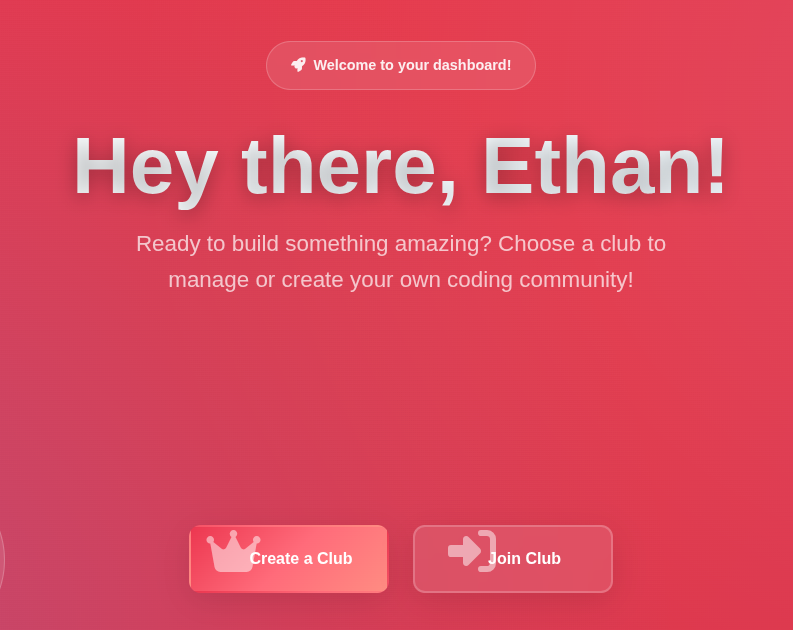 Welcome to your dashboard!
Hey there, Ethan!
Ready to build something amazing? Choose a club to
manage or create your own coding community!
Create a Club
Join Club